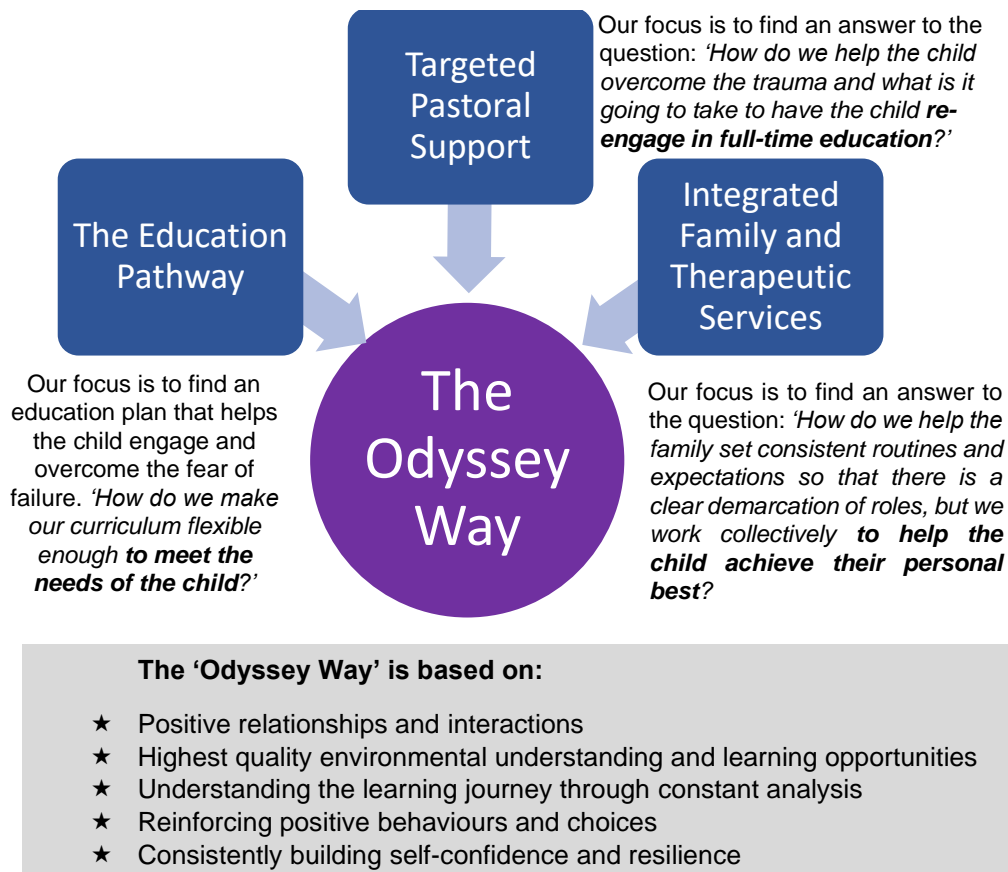 Targeted
Pastoral
Support
Our focus is to find an answer to the
question: ‘How do we help the child
overcome the trauma and what is it
going to take to have the child re-
engage in full-time education?’
The Education
Pathway
Integrated
Family and
Therapeutic
Services
The
Odyssey
Way
Our focus is to find an
education plan that helps
the child engage and
overcome the fear of
failure. ‘How do we make
our curriculum flexible
enough to meet the
needs of the child?’
Our focus is to find an answer to
the question: ‘How do we help the
family set consistent routines and
expectations so that there is a
clear demarcation of roles, but we
work collectively to help the
child achieve their personal
best?
The ‘Odyssey Way’ is based on:
★ Positive relationships and interactions
★ Highest quality environmental understanding and learning opportunities
★ Understanding the learning journey through constant analysis
★ Reinforcing positive behaviours and choices
★ Consistently building self-confidence and resilience